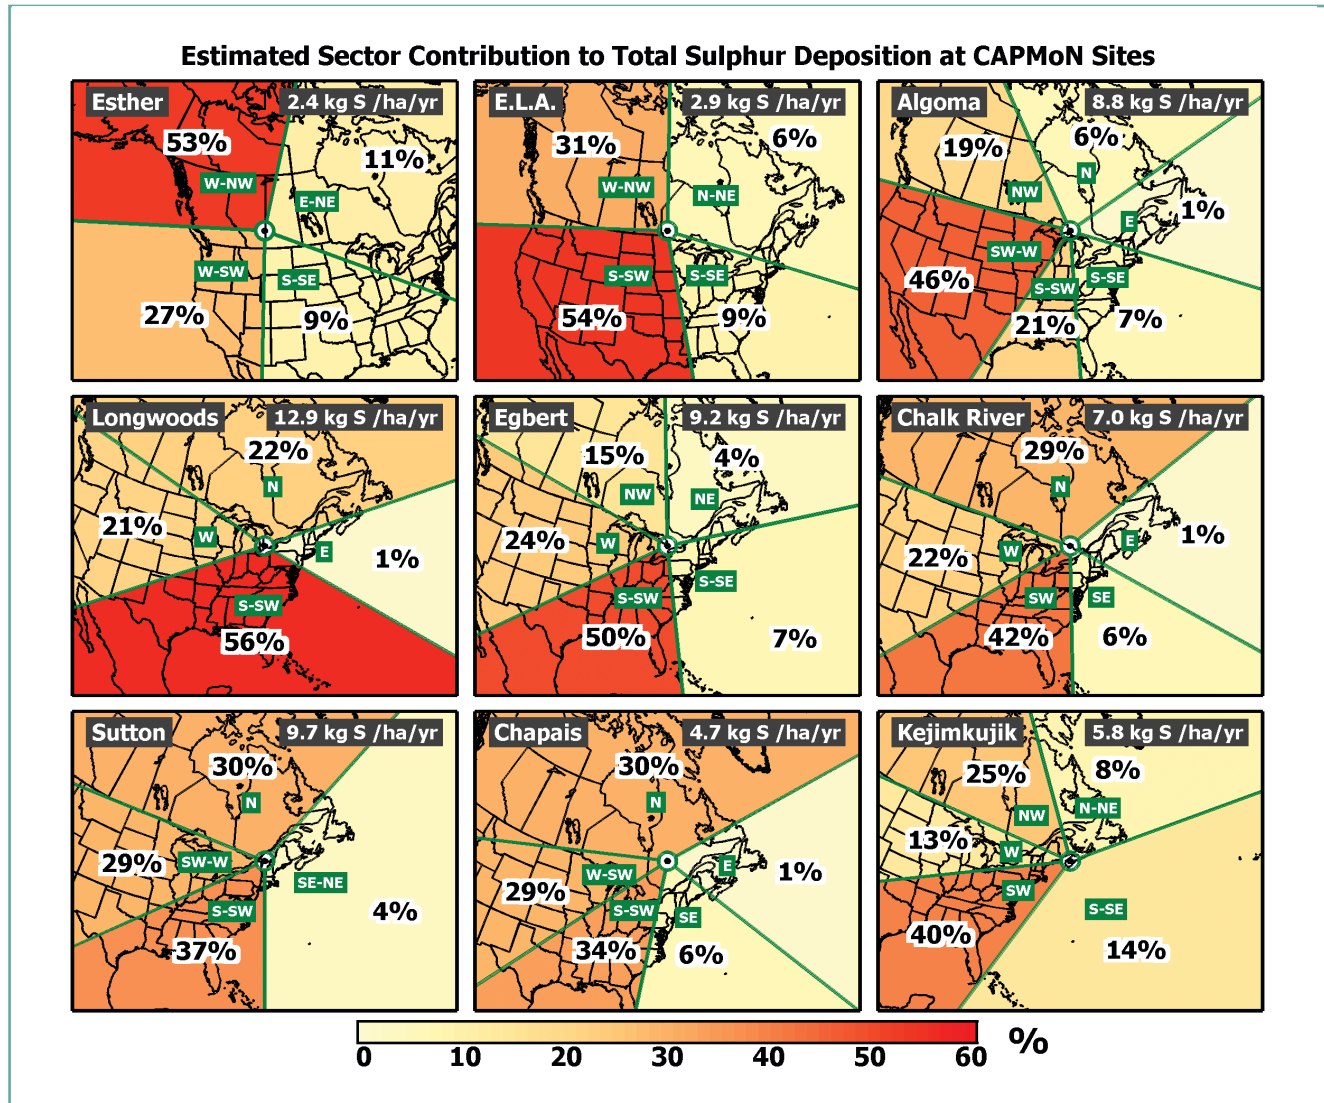 Estimated Sector Contribution to Total Sulphur Deposition at CAPMoN Sites
Esther 2.4 kg S /ha/yr
53%
11%
W-NW
E-NE
W-SW
S-SE
27%
9%
E.L.A. 2.9 kg S /ha/yr
31%
6%
W-NW
N-NE
S-SW
S-SE
54%
9%
Algoma 8.8 kg S /ha/yr
19%
6%
N
NW
1%
E
SW-W
46%
S-SW
S-SE
21%
7%
Longwoods 12.9 kg S /ha/yr
22%
N
21%
W
E
1%
S-SW
56%
Egbert 9.2 kg S /ha/yr
15%
4%
NW
NE
24%
W
S-SE
S-SW
50%
7%
Chalk River 7.0 kg S /ha/yr
29%
N
1%
E
22%
W
SW
SE
42%
6%
Sutton 9.7 kg S /ha/yr
30%
N
29%
SW-W
SE-NE
S-SW
4%
37%
Chapais 4.7 kg S /ha/yr
30%
N
E
1%
W-SW
29%
S-SW
SE
34%
6%
Kejimkujik 5.8 kg S /ha/yr
25%
8%
NW
N-NE
13%
W
SW
S-SE
40%
14%
0 10 20 30 40 50 60 %